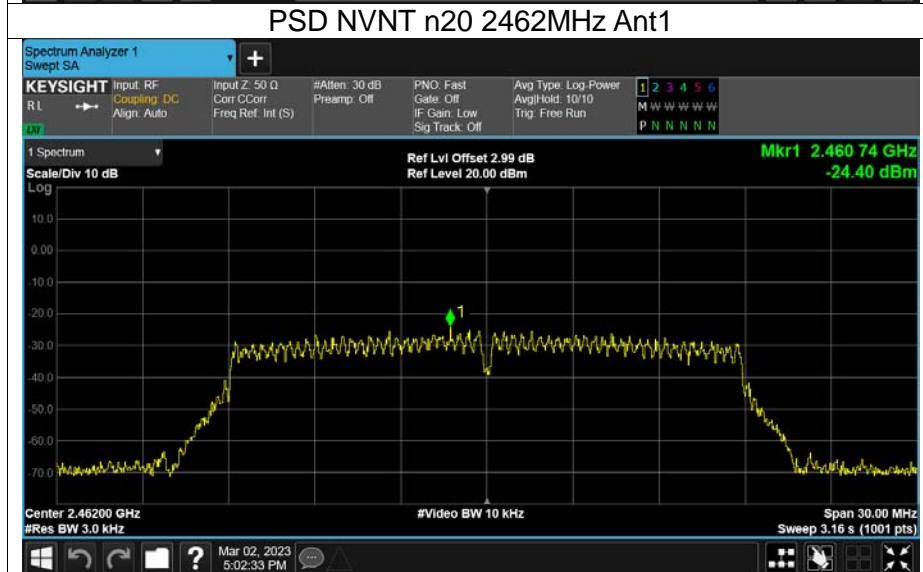 PSD NVNT n20 2462MHz Ant1
Spectrum Analyzer 1
Swept SA
+
KEYSIGHT Input: RF Input Z: 50 Ω #Atten: 30 dB PNO: Fast Avg Type: Log-Power 1 2 3 4 5 6
RL Coupling: DC Corr CCorr Preamp: Off Gate: Off Avg|Hold: 10/10 M W W W W W
Align: Auto Freq Ref: Int (S) IF Gain: Low Trig: Free Run
LXI Sig Track: Off P N N N N N
1 Spectrum Ref Lvl Offset 2.99 dB Mkr1 2.460 74 GHz
Scale/Div 10 dB Ref Level 20.00 dBm -24.40 dBm
Log
10.0
0.00
-10.0
-20.0
1
-30.0
-40.0
-50.0
-60.0
-70.0
Center 2.46200 GHz #Video BW 10 kHz Span 30.00 MHz
#Res BW 3.0 kHz Sweep 3.16 s (1001 pts)
? Mar 02, 2023
5:02:33 PM